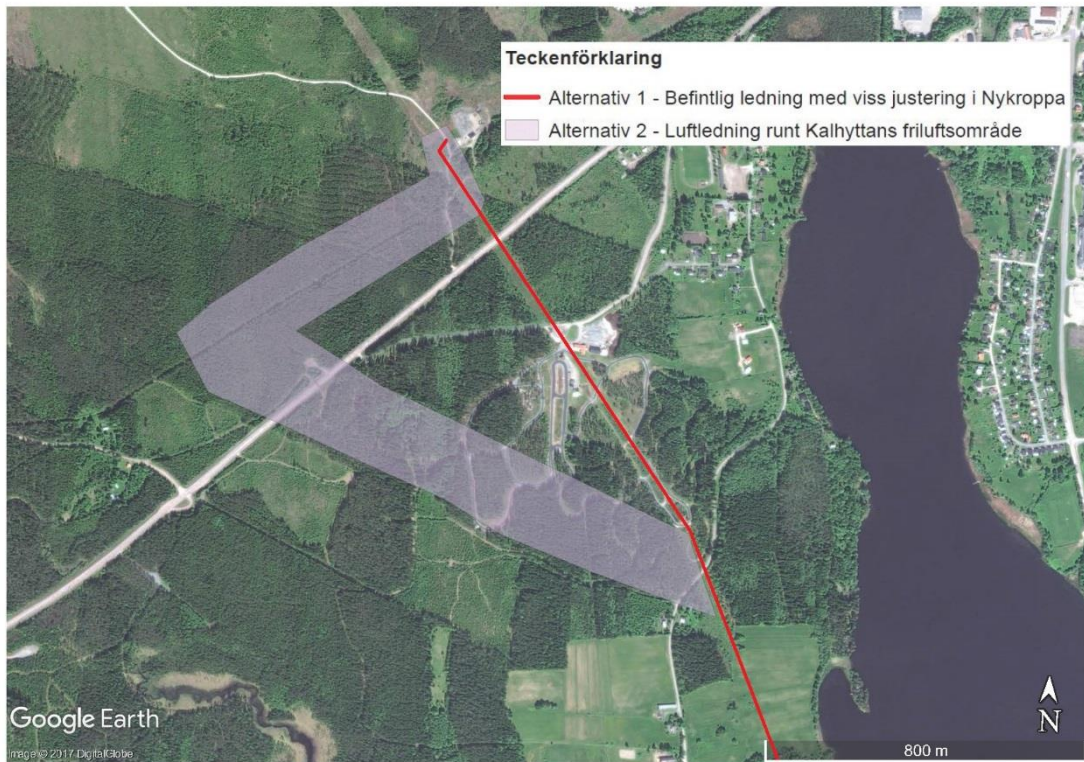 Teckenförklaring
Alternativ 1 - Befintlig ledning med viss justering i Nykroppa
Alternativ 2 - Luftledning runt Kalhyttans friluftsområde
N
Google Earth
Image © 2017 DigitalGlobe
800 m